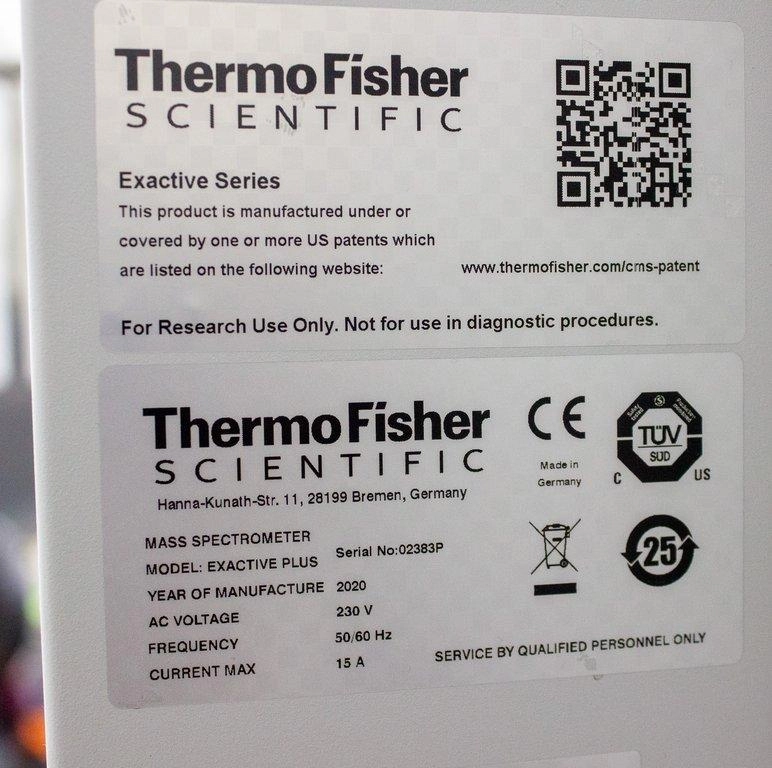 ThermoFisher
SCIENTIFIC
Exactive Series
This product is manufactured under or
covered by one or more US patents which
are listed on the following website: www.thermofisher.com/cms-patent
For Research Use Only. Not for use in diagnostic procedures.
ThermoFisher
SCIENTIFIC
Hanna-Kunath-Str. 11, 28199 Bremen, Germany
CE
Made in
Germany
TÜV
SÜD
C US
MASS SPECTROMETER
MODEL: EXACTIVE PLUS Serial No:02383P
YEAR OF MANUFACTURE 2020
AC VOLTAGE 230 V
FREQUENCY 50/60 Hz
CURRENT MAX 15 A
25
SERVICE BY QUALIFIED PERSONNEL ONLY